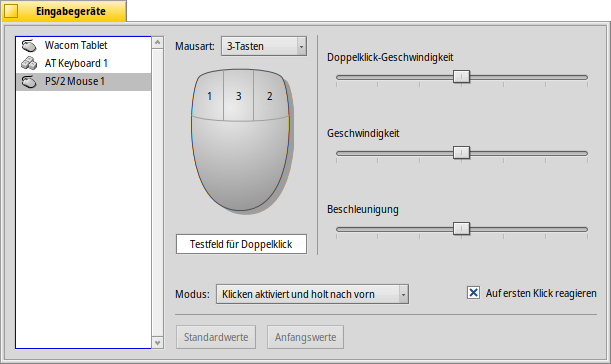 Eingabegeräte
Wacom Tablet
AT Keyboard 1
PS/2 Mouse 1
Mausart: 3-Tasten
1 3 2
Testfeld für Doppelklick
Doppelklick-Geschwindigkeit
Geschwindigkeit
Beschleunigung
Modus: Klicken aktiviert und holt nach vorn
Auf ersten Klick reagieren
Standardwerte Anfangswerte